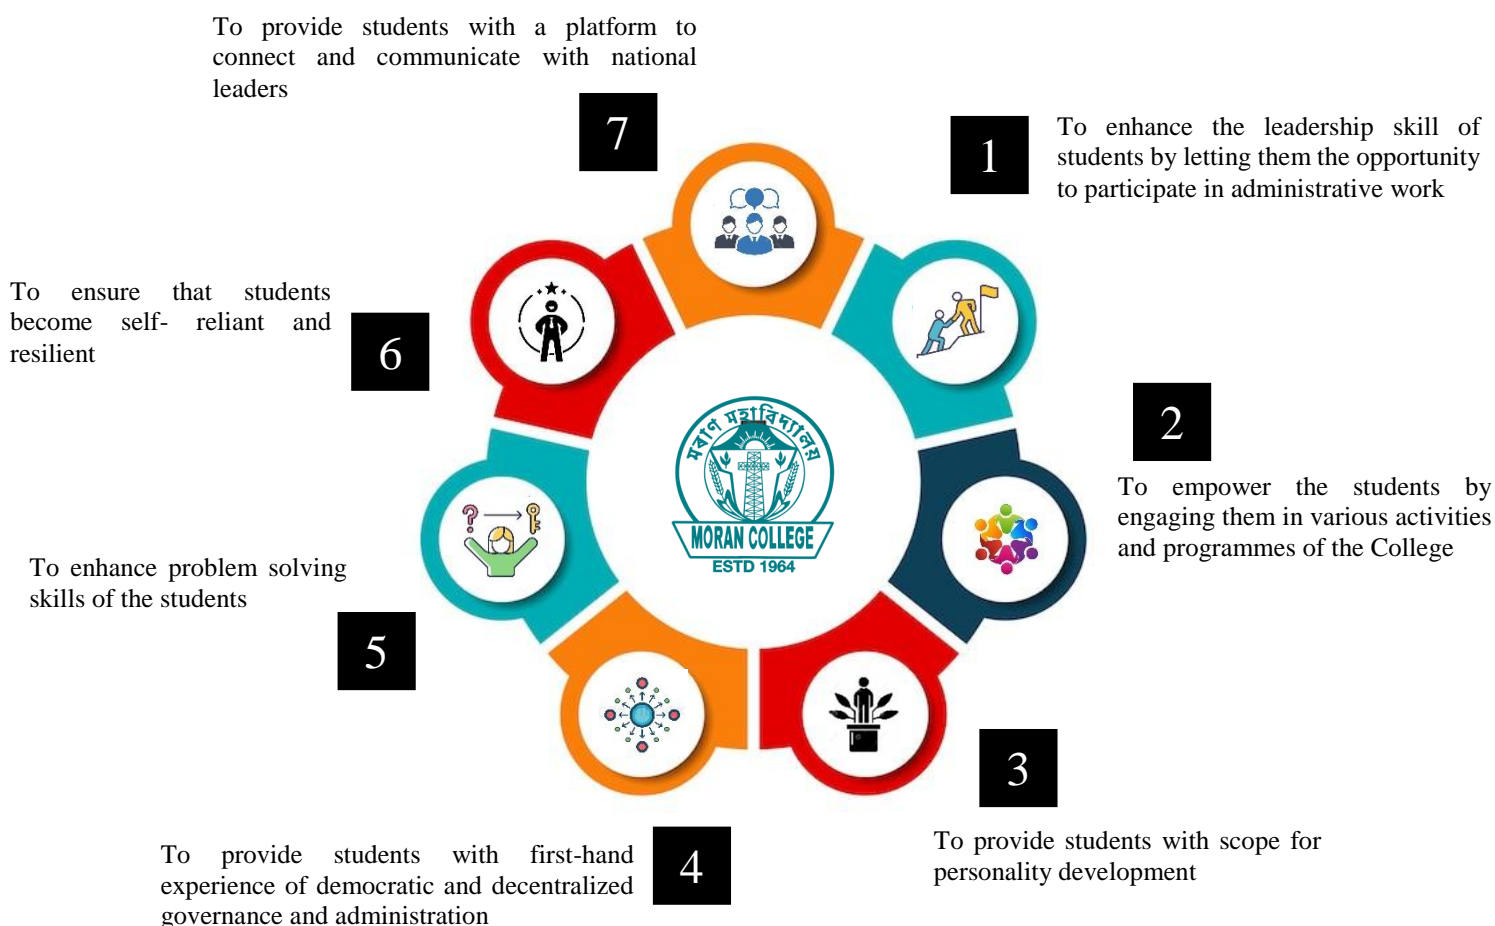 To provide students with a platform to
connect and communicate with national
leaders
7
1
To enhance the leadership skill of
students by letting them the opportunity
to participate in administrative work
To ensure that students
become self- reliant and
resilient
6
2
To empower the students by
engaging them in various activities
and programmes of the College
মৰাণ মহাবিদ্যালয়
MORAN COLLEGE
ESTD 1964
?
To enhance problem solving
skills of the students
5
3
To provide students with scope for
personality development
4
To provide students with first-hand
experience of democratic and decentralized
governance and administration